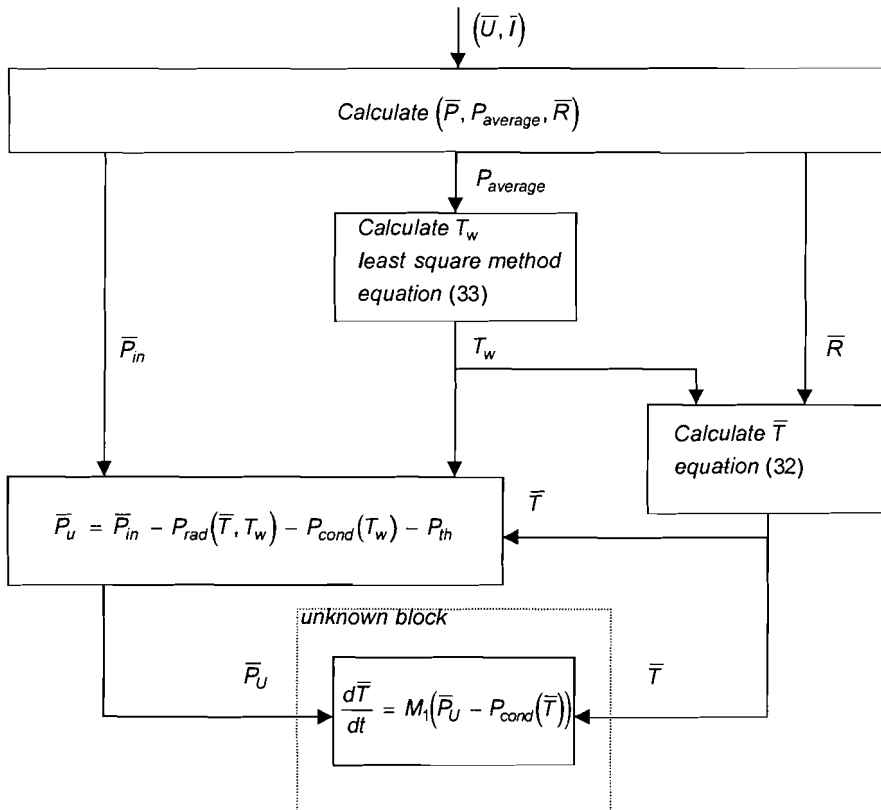 (U̅, I̅)
Calculate (P̅, P_average, R̅)
P_average
Calculate T_w
least square method
equation (33)
P̅_in
T_w
R̅
Calculate T̅
equation (32)
T̅
P̅_u = P̅_in − P_rad(T̅, T_w) − P_cond(T_w) − P_th
unknown block
P̅_U
dT̅/dt = M_1(P̅_U − P_cond(T̅))
T̅